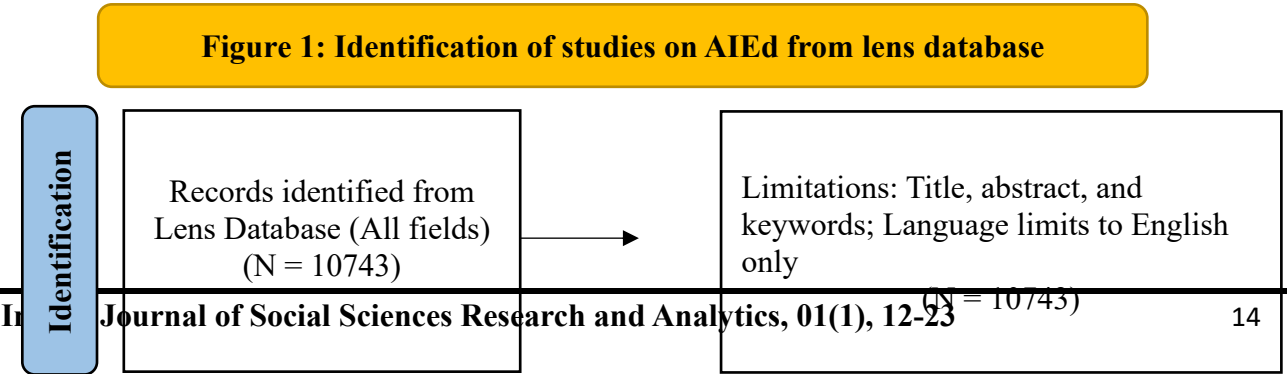 Figure 1: Identification of studies on AIEd from lens database
Identification
Records identified from
Lens Database (All fields)
(N = 10743)
Limitations: Title, abstract, and
keywords; Language limits to English
only
(N = 10743)
Journal of Social Sciences Research and Analytics, 01(1), 12-23
14